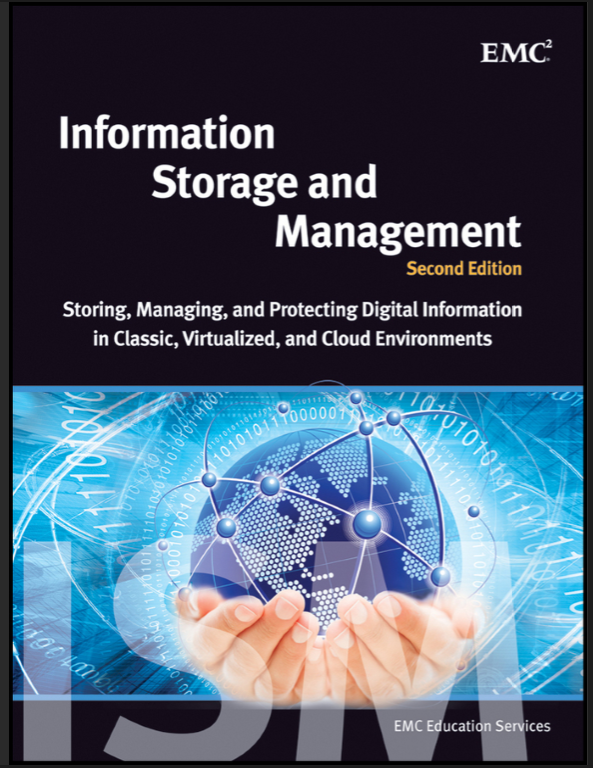 EMC²
Information
Storage and
Management
Second Edition
Storing, Managing, and Protecting Digital Information
in Classic, Virtualized, and Cloud Environments
ISM
EMC Education Services